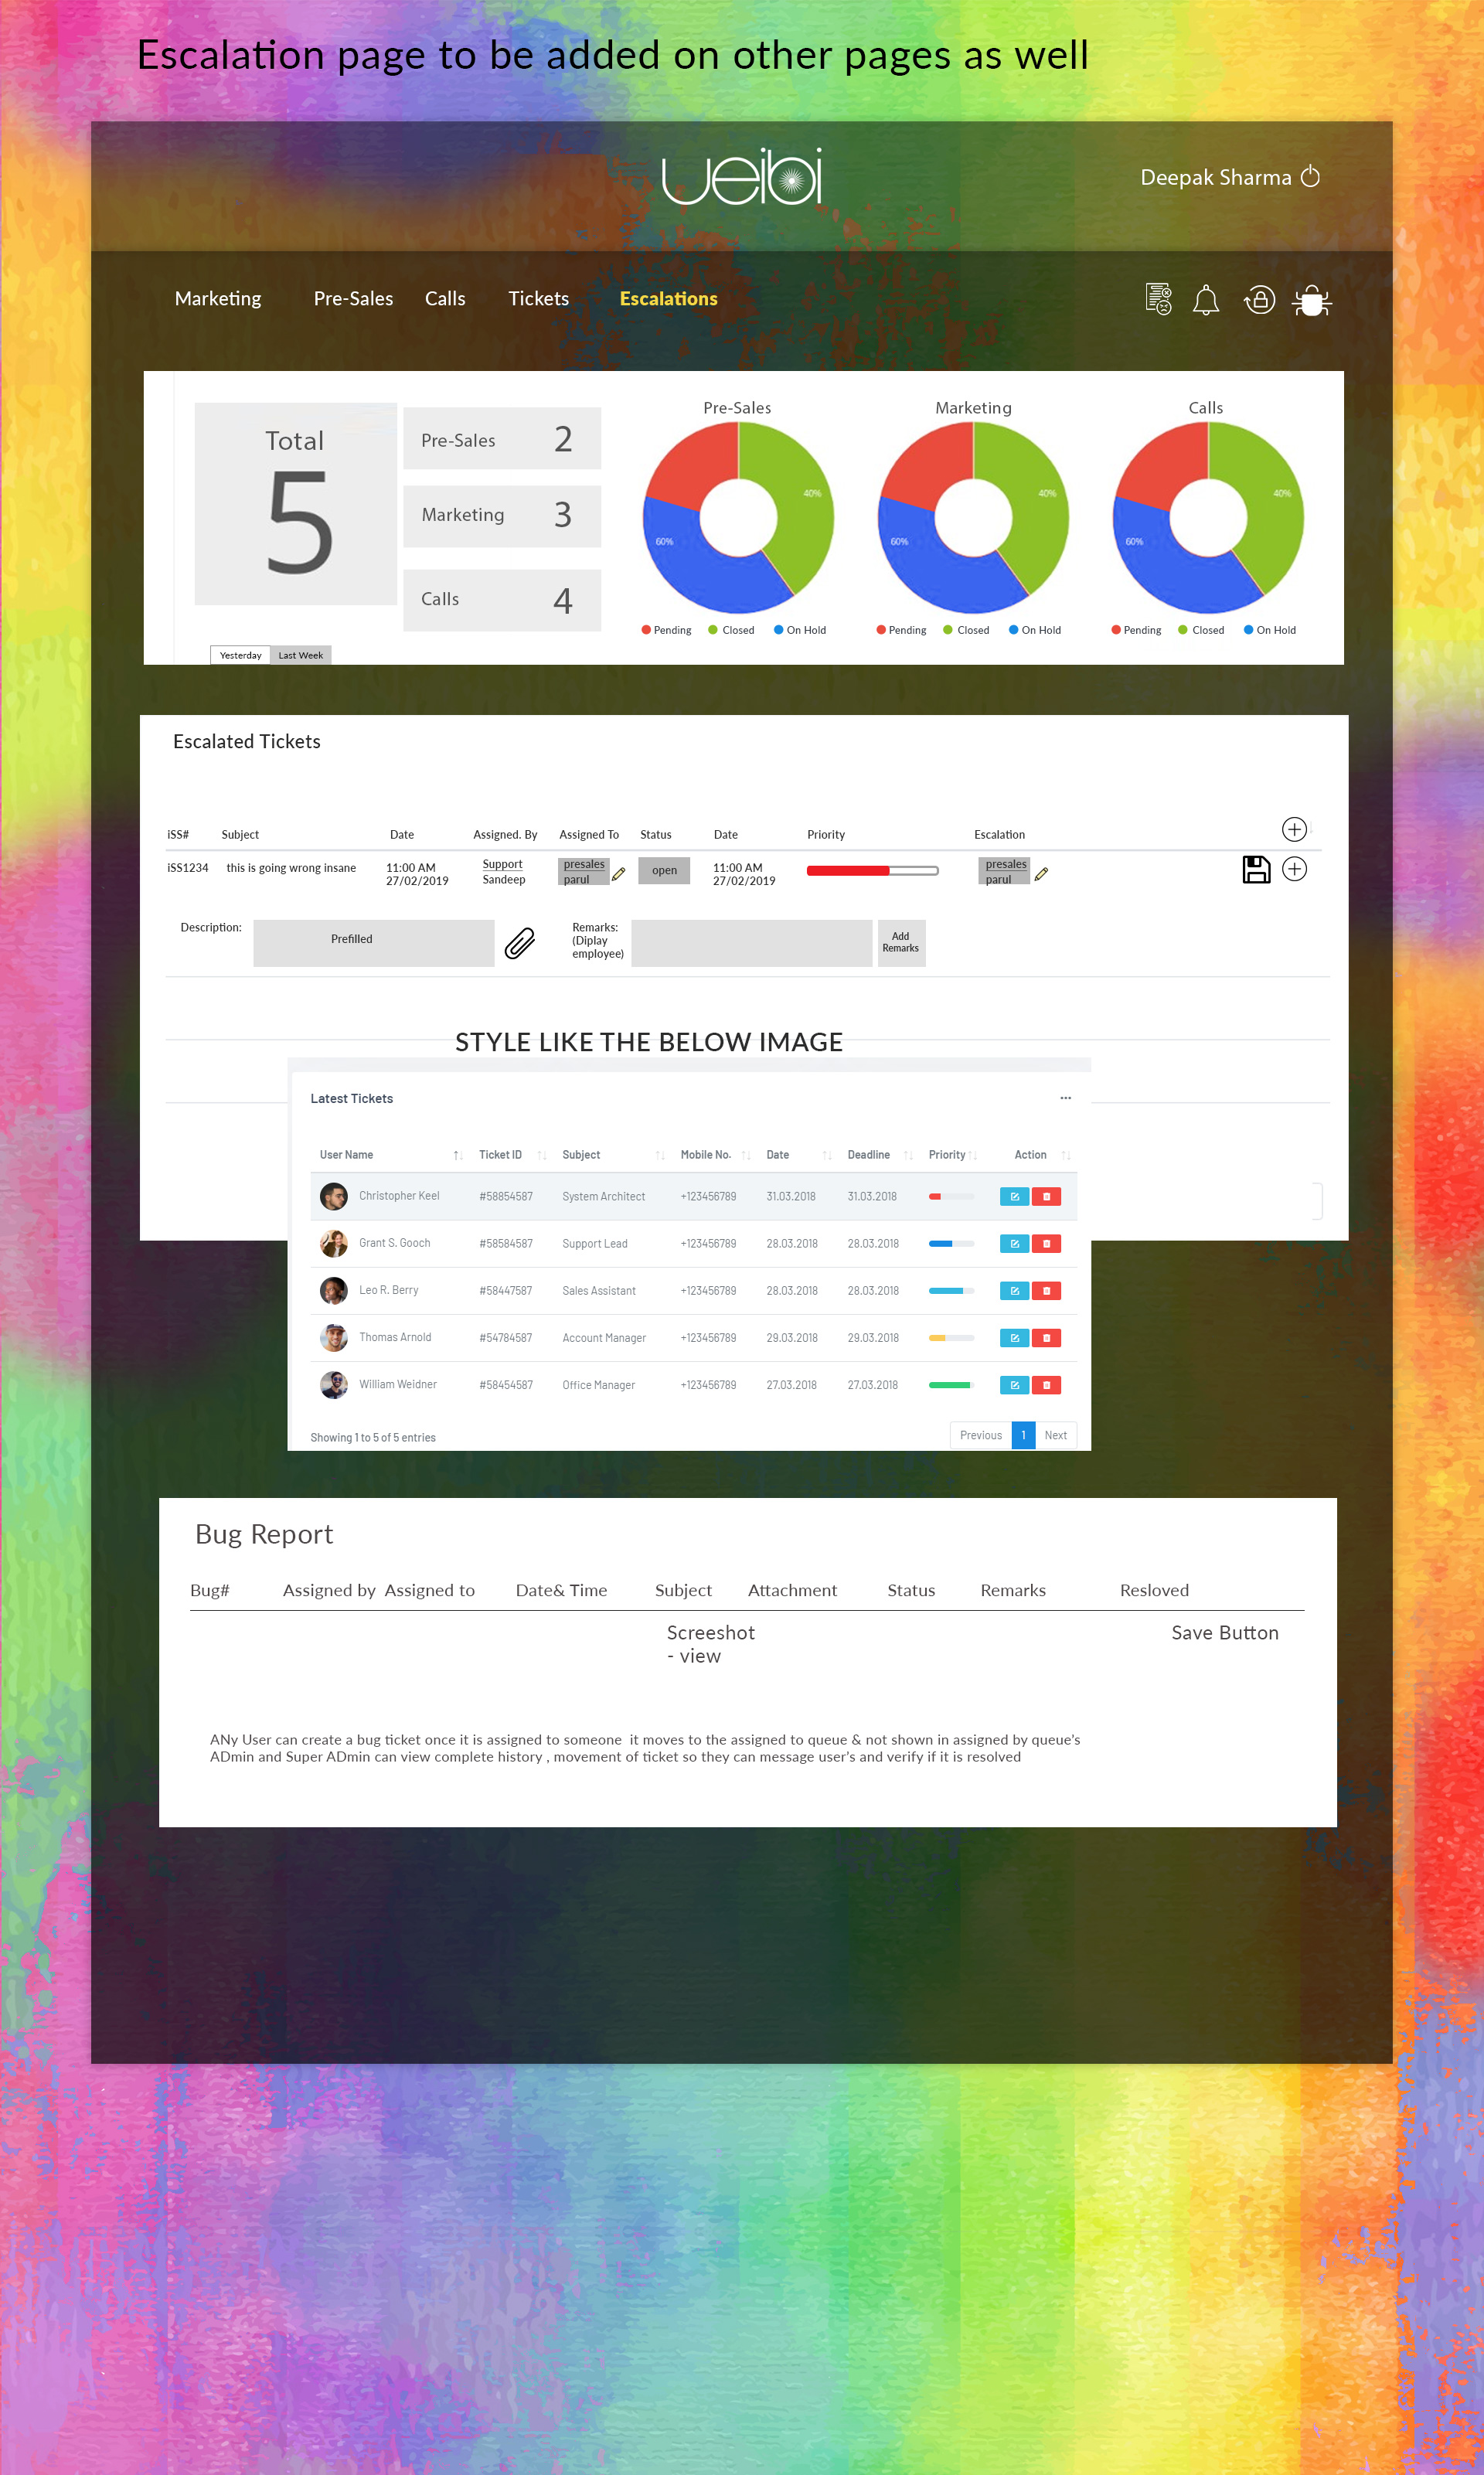 Escalation page to be added on other pages as well
ueibi
Deepak Sharma
Marketing Pre-Sales Calls Tickets Escalations
Total
5
Pre-Sales 2
Marketing 3
Calls 4
Yesterday Last Week
Pre-Sales
40%
60%
Pending Closed On Hold
Marketing
40%
60%
Pending Closed On Hold
Calls
40%
60%
Pending Closed On Hold
Escalated Tickets
iSS# Subject Date Assigned. By Assigned To Status Date Priority Escalation
iSS1234 this is going wrong insane 11:00 AM Support presales open 11:00 AM presales
27/02/2019 Sandeep parul 27/02/2019 parul
Description: Prefilled
Remarks:
(Diplay
employee)
Add
Remarks
STYLE LIKE THE BELOW IMAGE
Latest Tickets
User Name Ticket ID Subject Mobile No. Date Deadline Priority Action
Christopher Keel #58854587 System Architect +123456789 31.03.2018 31.03.2018
Grant S. Gooch #58584587 Support Lead +123456789 28.03.2018 28.03.2018
Leo R. Berry #58447587 Sales Assistant +123456789 28.03.2018 28.03.2018
Thomas Arnold #54784587 Account Manager +123456789 29.03.2018 29.03.2018
William Weidner #58454587 Office Manager +123456789 27.03.2018 27.03.2018
Showing 1 to 5 of 5 entries
Previous 1 Next
Bug Report
Bug# Assigned by Assigned to Date& Time Subject Attachment Status Remarks Resloved
Screeshot Save Button
- view
ANy User can create a bug ticket once it is assigned to someone it moves to the assigned to queue & not shown in assigned by queue's
ADmin and Super ADmin can view complete history , movement of ticket so they can message user's and verify if it is resolved